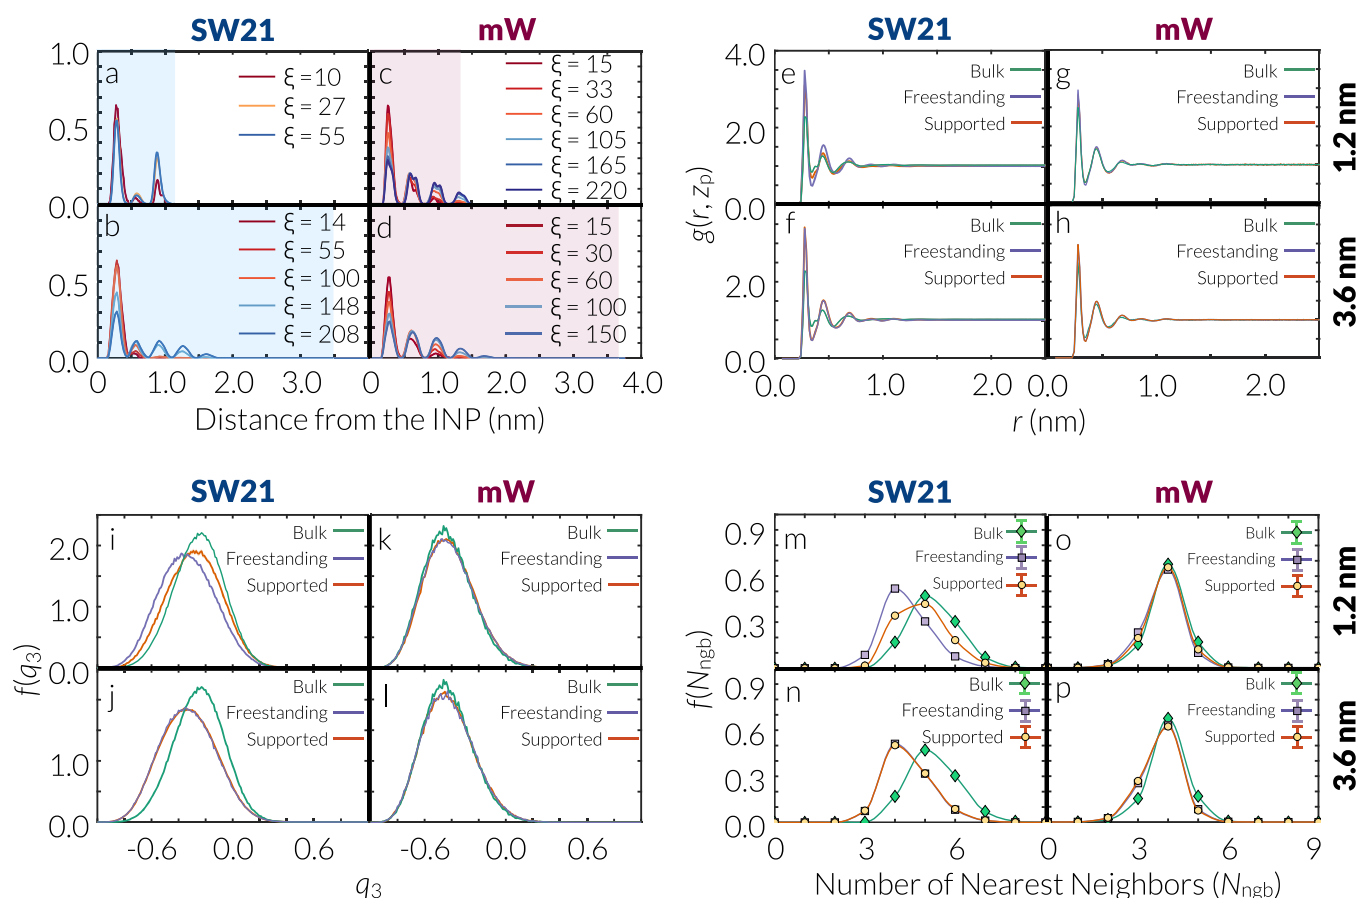 SW21
mW
1.0
0.5
0.0
0.5
0.0
a
ξ = 10
ξ = 27
ξ = 55
c
ξ = 15
ξ = 33
ξ = 60
ξ = 105
ξ = 165
ξ = 220
b
ξ = 14
ξ = 55
ξ = 100
ξ = 148
ξ = 208
d
ξ = 15
ξ = 30
ξ = 60
ξ = 100
ξ = 150
0 1.0 2.0 3.0 0 1.0 2.0 3.0 4.0
Distance from the INP (nm)
SW21
mW
4.0
2.0
0.0
2.0
0.0
g(r, zp)
e
Bulk
Freestanding
Supported
g
Bulk
Freestanding
Supported
1.2 nm
f
Bulk
Freestanding
Supported
h
Bulk
Freestanding
Supported
3.6 nm
0.0 1.0 2.0 0.0 1.0 2.0
r (nm)
SW21
mW
2.0
1.0
0.0
2.0
1.0
0.0
f(q3)
i
Bulk
Freestanding
Supported
k
Bulk
Freestanding
Supported
j
Bulk
Freestanding
Supported
l
Bulk
Freestanding
Supported
-0.6 0.0 0.6 -0.6 0.0 0.6
q3
SW21
mW
0.9
0.6
0.3
0.0
0.9
0.6
0.3
0.0
f(Nngb)
m
Bulk
Freestanding
Supported
o
Bulk
Freestanding
Supported
1.2 nm
n
Bulk
Freestanding
Supported
p
Bulk
Freestanding
Supported
3.6 nm
0 3 6 0 3 6 9
Number of Nearest Neighbors (Nngb)